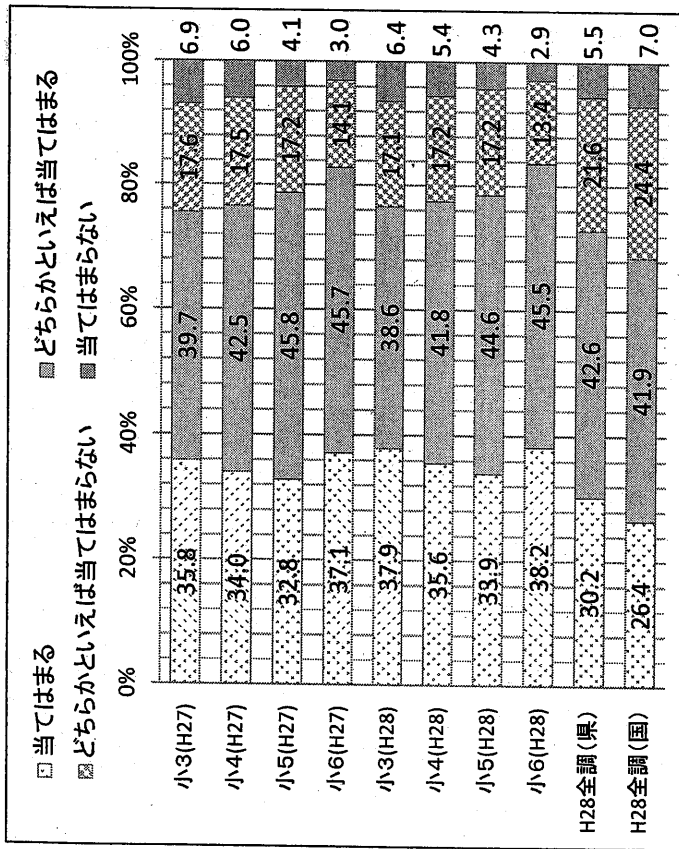 当てはまる どちらかといえば当てはまる
どちらかといえば当てはまらない 当てはまらない
0% 20% 40% 60% 80% 100%
小3(H27) 35.8 39.7 17.6 6.9
小4(H27) 34.0 42.5 17.5 6.0
小5(H27) 32.8 45.8 17.2 4.1
小6(H27) 37.1 45.7 14.1 3.0
小3(H28) 37.9 38.6 17.1 6.4
小4(H28) 35.6 41.8 17.2 5.4
小5(H28) 33.9 44.6 17.2 4.3
小6(H28) 38.2 45.5 13.4 2.9
H28全調(県) 30.2 42.6 21.6 5.5
H28全調(国) 26.4 41.9 24.4 7.0